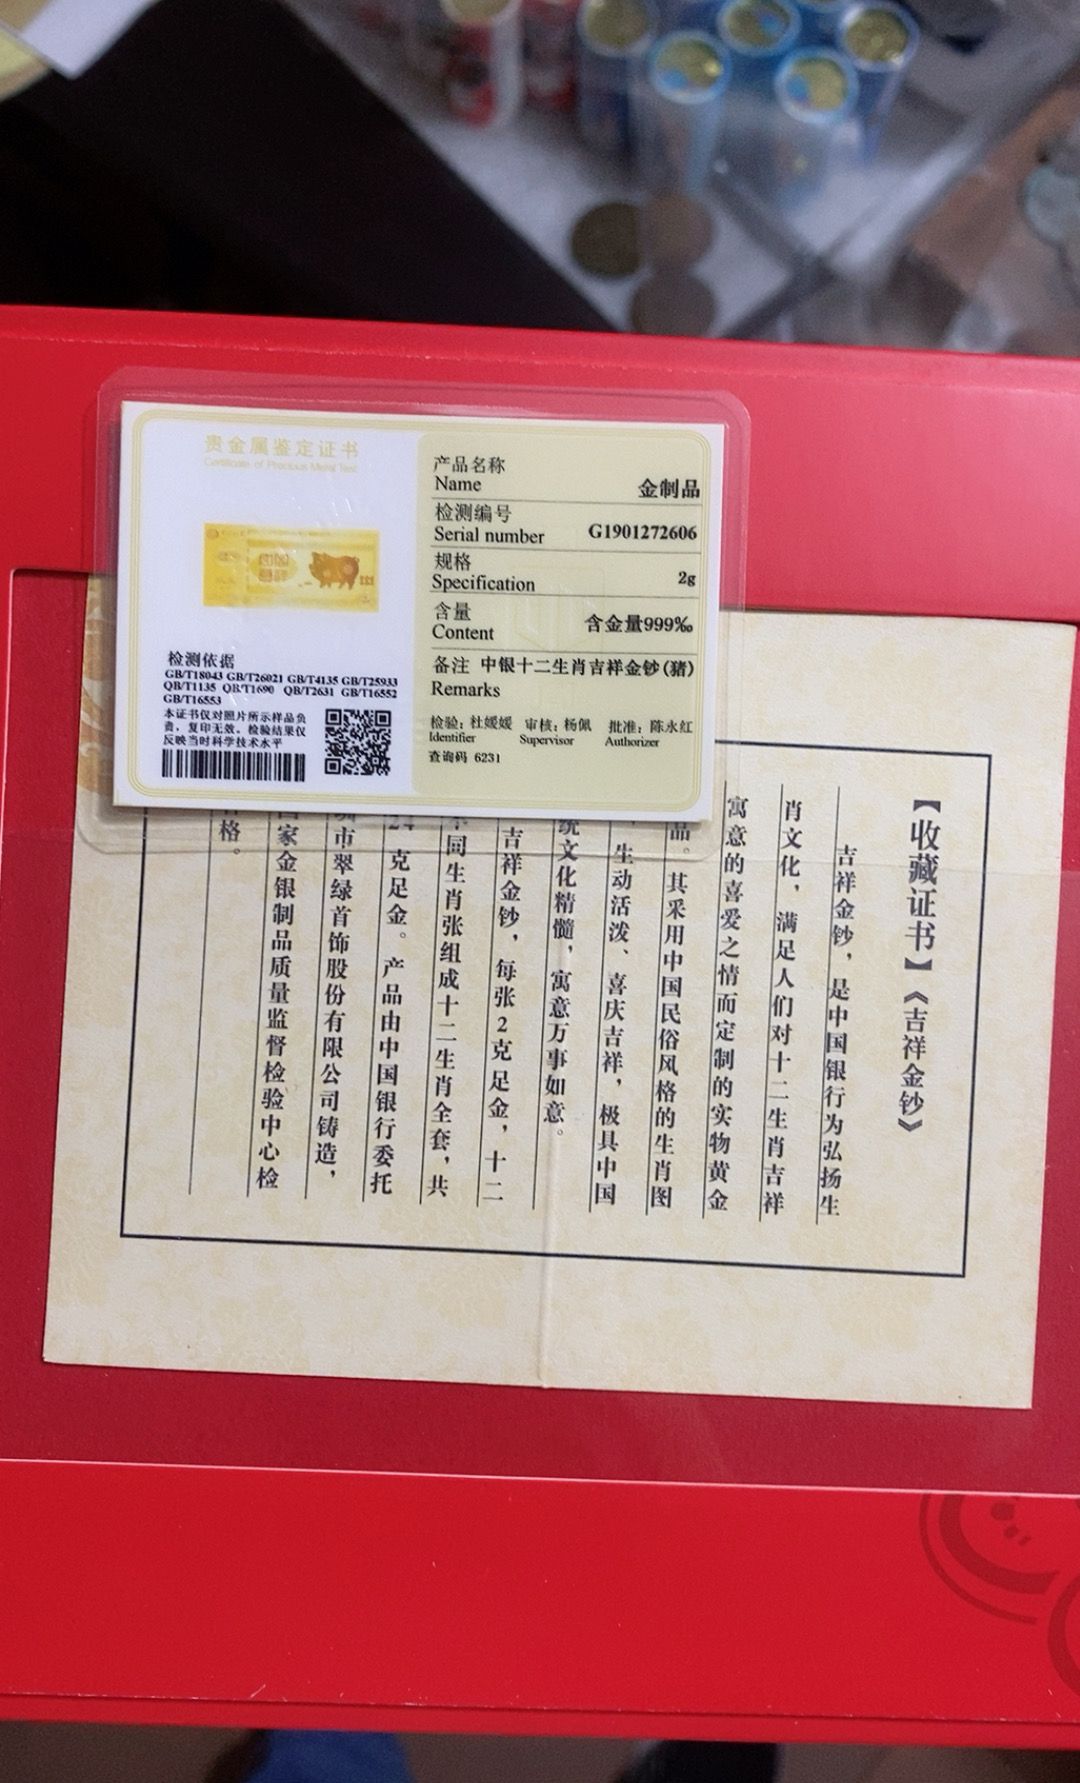 贵金属鉴定证书
Certificate of Precious Metal Test
检测依据
GB/T18043 GB/T26021 GB/T4135 GB/T25933
QB/T1135 QB/T1690 QB/T2631 GB/T16552
GB/T16553
本证书仅对照片所示样品负
责，复印无效。检验结果仅
反映当时科学技术水平
产品名称
Name
金制品
检测编号
Serial number
G1901272606
规格
Specification
2g
含量
Content
含金量999‰
备注 中银十二生肖吉祥金钞(猪)
Remarks
检验：杜媛媛 审核：杨佩 批准：陈永红
Identifier Supervisor Authorizer
查询码 6231
【收藏证书】《吉祥金钞》
吉祥金钞，是中国银行为弘扬生
肖文化，满足人们对十二生肖吉祥
寓意的喜爱之情而定制的实物黄金
品。其采用中国民俗风格的生肖图
，生动活泼、喜庆吉祥，极具中国
统文化精髓，寓意万事如意。
吉祥金钞，每张2克足金，十二
不同生肖张组成十二生肖全套，共
24克足金。产品由中国银行委托
圳市翠绿首饰股份有限公司铸造，
国家金银制品质量监督检验中心检
格。